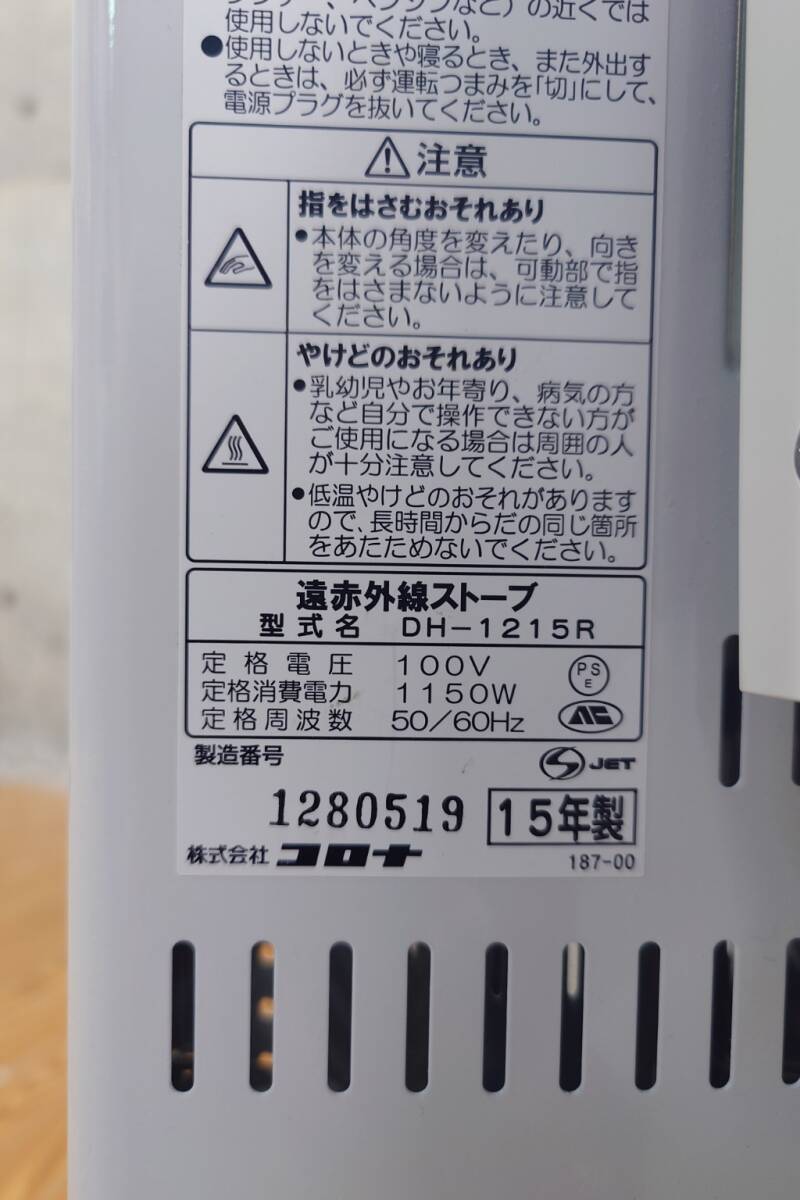 使用しないでください。
●使用しないときや寝るとき、また外出す
るときは、必ず運転つまみを「切」にして、
電源プラグを抜いてください。
注意
指をはさむおそれあり
●本体の角度を変えたり、向き
を変える場合は、可動部で指
をはさまないように注意して
ください。
やけどのおそれあり
●乳幼児やお年寄り、病気の方
など自分で操作できない方が
ご使用になる場合は周囲の人
が十分注意してください。
●低温やけどのおそれがあります
ので、長時間からだの同じ箇所
をあたためないでください。
遠赤外線ストーブ
型式名 DH-1215R
定格電圧 100V
定格消費電力 1150W
定格周波数 50/60Hz
PS
E
製造番号
JET
1280519 15年製
株式会社 コロナ 187-00